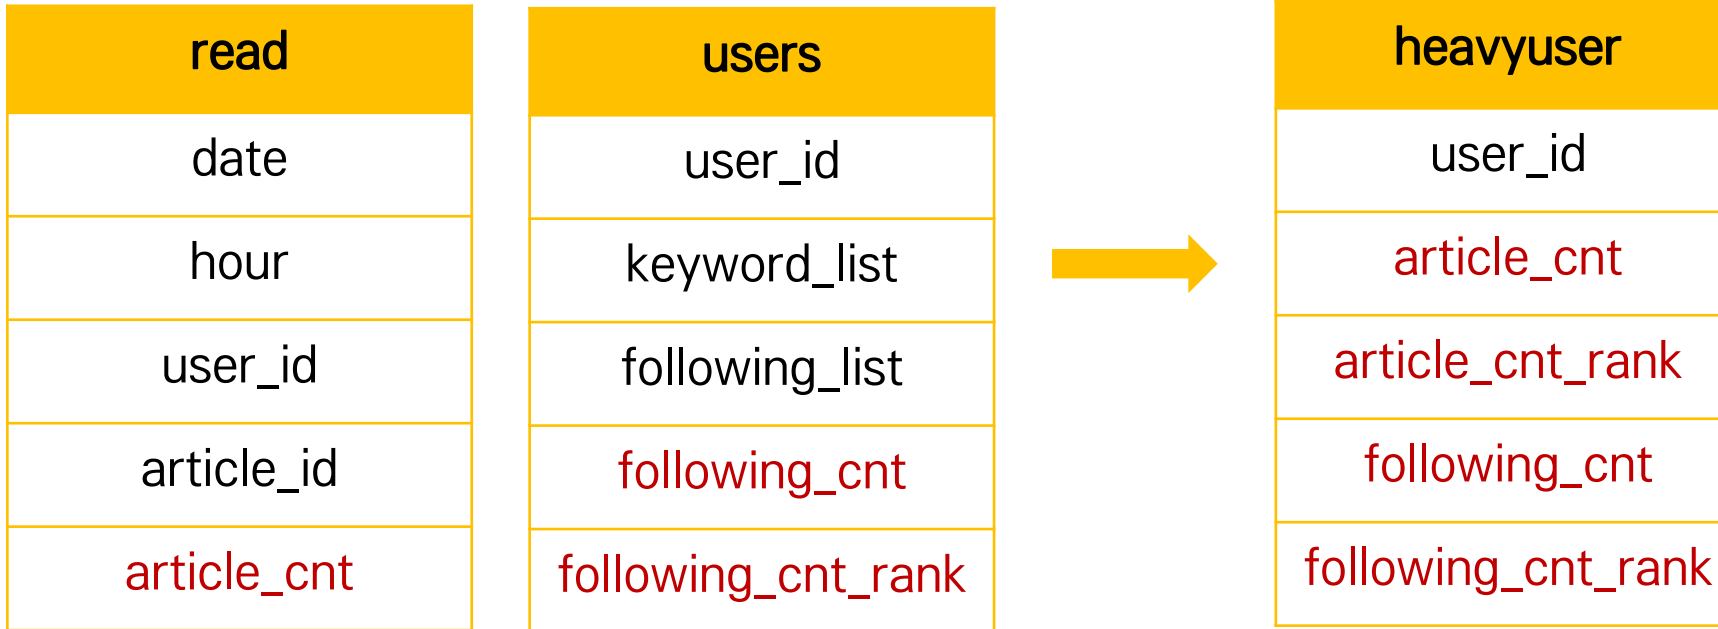 read
date
hour
user_id
article_id
article_cnt
users
user_id
keyword_list
following_list
following_cnt
following_cnt_rank
heavyuser
user_id
article_cnt
article_cnt_rank
following_cnt
following_cnt_rank